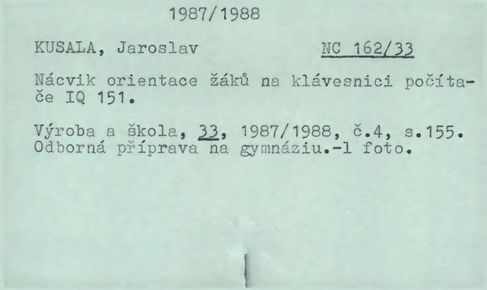 1987/1988
KUSALA, Jaroslav NC 162/33
Nácvik orientace žáků na klávesnici počíta-
če IQ 151.
Výroba a škola, 33, 1987/1988, č.4, s.155.
Odborná příprava na gymnáziu.-1 foto.